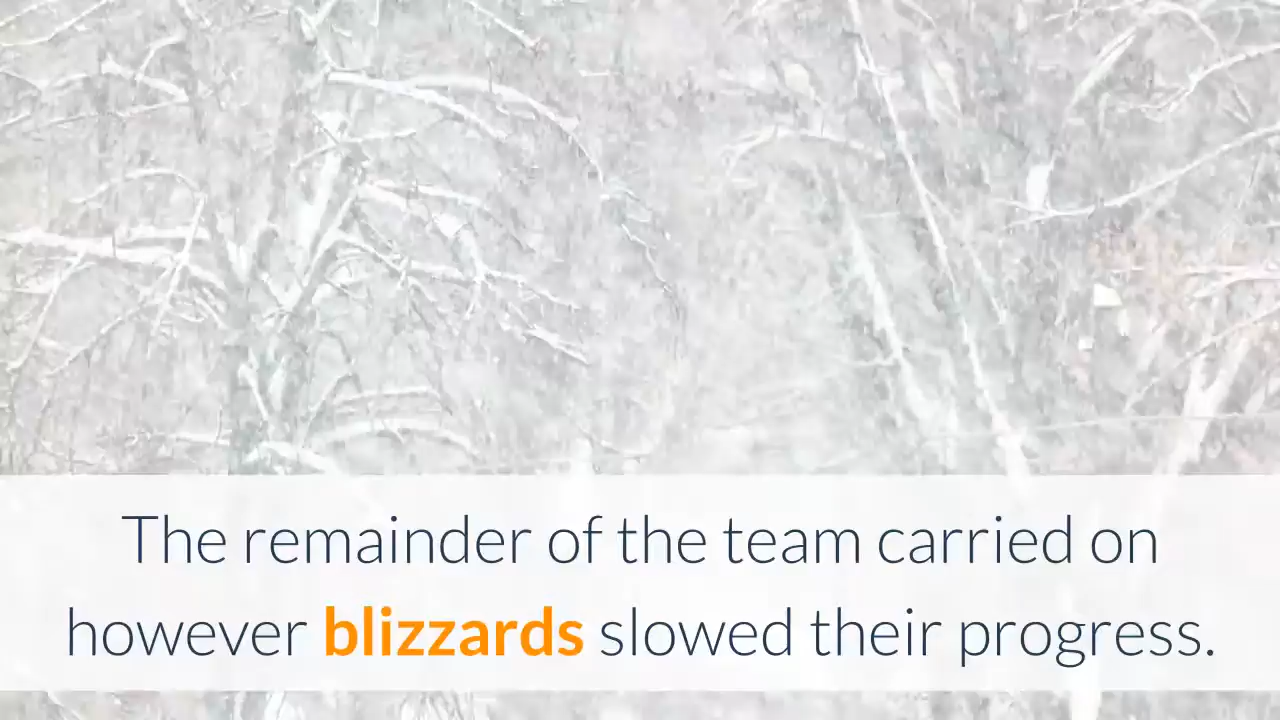 The remainder of the team carried on
however blizzards slowed their progress.